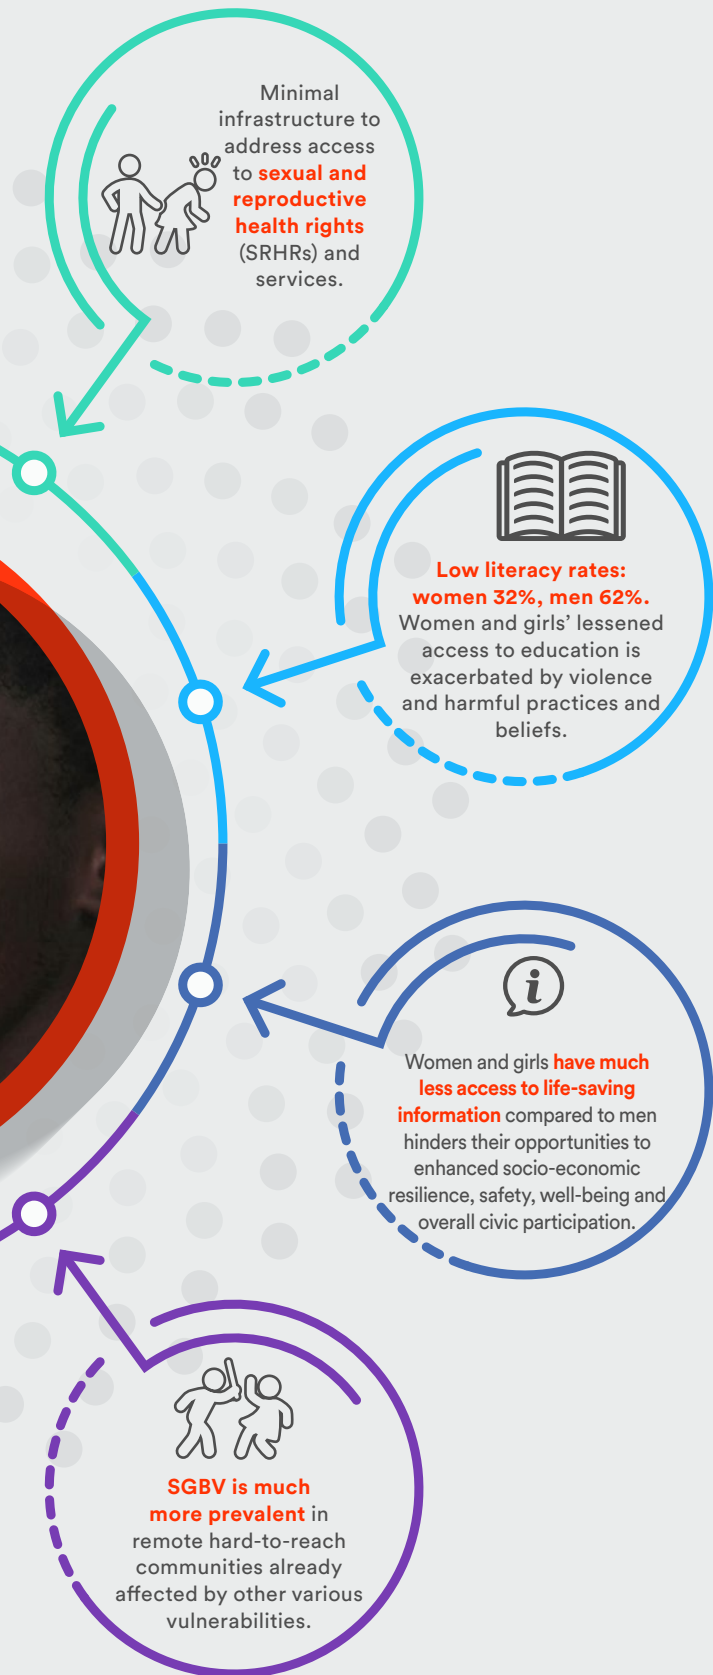 Minimal
infrastructure to
address access
to sexual and
reproductive
health rights
(SRHRs) and
services.
Low literacy rates:
women 32%, men 62%.
Women and girls’ lessened
access to education is
exacerbated by violence
and harmful practices and
beliefs.
i
Women and girls have much
less access to life-saving
information compared to men
hinders their opportunities to
enhanced socio-economic
resilience, safety, well-being and
overall civic participation.
SGBV is much
more prevalent in
remote hard-to-reach
communities already
affected by other various
vulnerabilities.